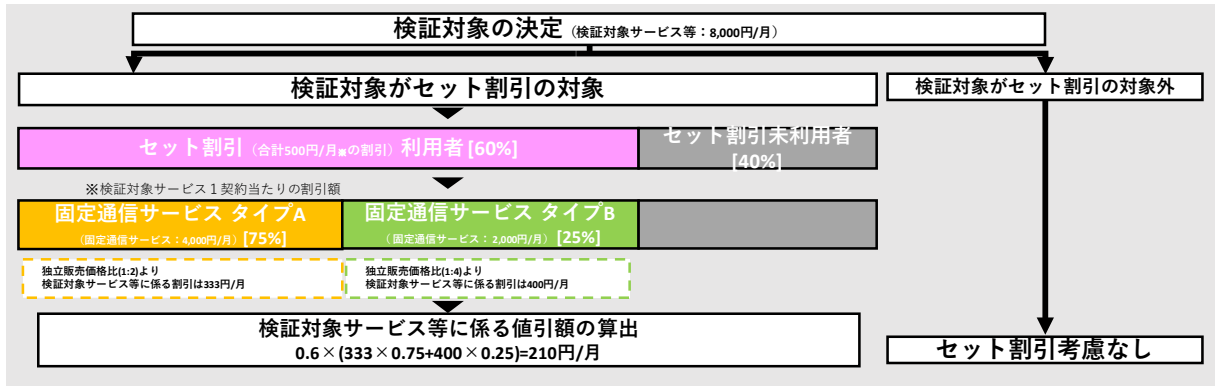 検証対象の決定（検証対象サービス等：8,000円/月）
検証対象がセット割引の対象
検証対象がセット割引の対象外
セット割引（合計500円/月※の割引）利用者[60%]
セット割引未利用者
[40%]
※検証対象サービス１契約当たりの割引額
固定通信サービス タイプA
（固定通信サービス：4,000円/月）[75%]
固定通信サービス タイプB
（固定通信サービス：2,000円/月）[25%]
独立販売価格比(1:2)より
検証対象サービス等に係る割引は333円/月
独立販売価格比(1:4)より
検証対象サービス等に係る割引は400円/月
検証対象サービス等に係る値引額の算出
0.6×(333×0.75+400×0.25)=210円/月
セット割引考慮なし